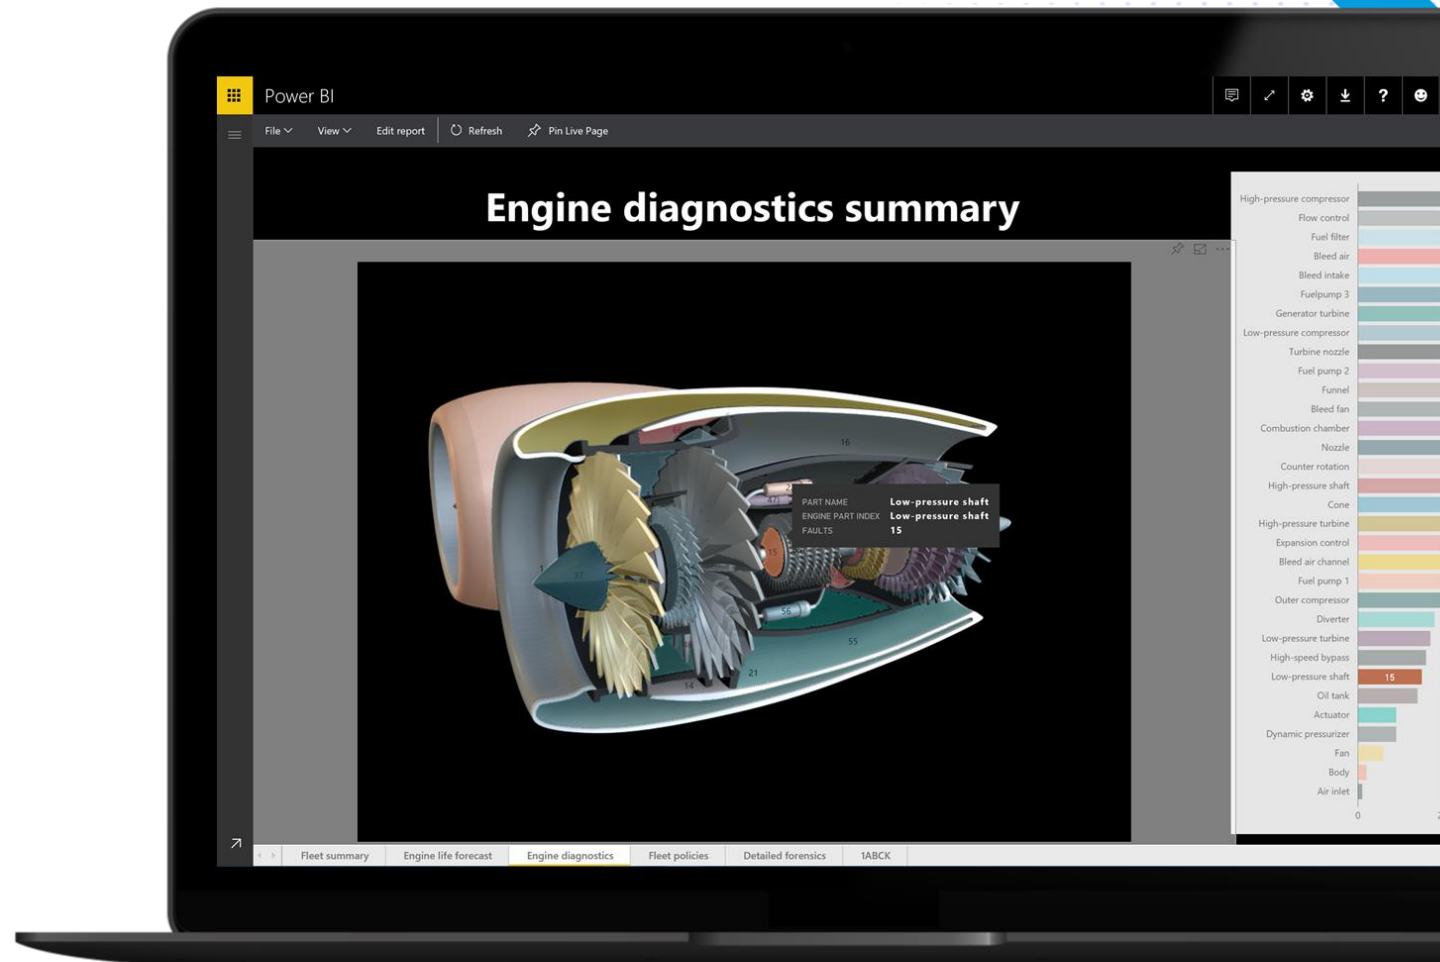 Power BI
File
View
Edit report
Refresh
Pin Live Page
Engine diagnostics summary
16
PART NAME Low-pressure shaft
ENGINE PART INDEX Low-pressure shaft
FAULTS 15
15
37
56
55
21
14
High-pressure compressor
Flow control
Fuel filter
Bleed air
Bleed intake
Fuelpump 3
Generator turbine
Low-pressure compressor
Turbine nozzle
Fuel pump 2
Funnel
Bleed fan
Combustion chamber
Nozzle
Counter rotation
High-pressure shaft
Cone
High-pressure turbine
Expansion control
Bleed air channel
Fuel pump 1
Outer compressor
Diverter
Low-pressure turbine
High-speed bypass
Low-pressure shaft 15
Oil tank
Actuator
Dynamic pressurizer
Fan
Body
Air inlet
0
Fleet summary
Engine life forecast
Engine diagnostics
Fleet policies
Detailed forensics
1ABCK